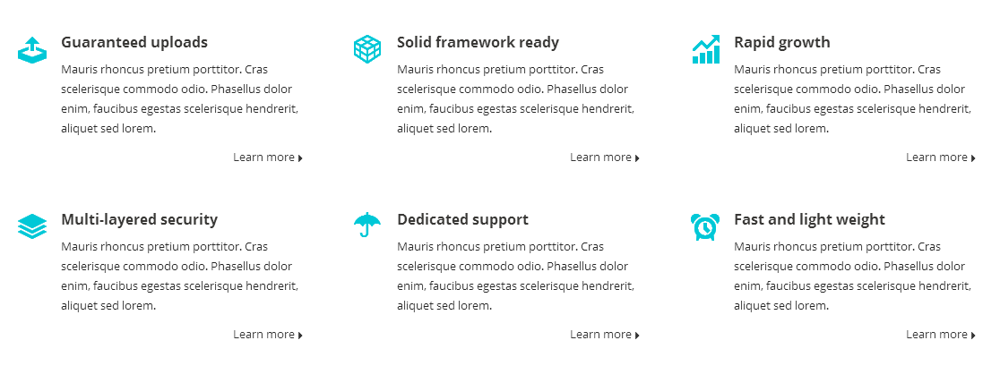 Guaranteed uploads
Mauris rhoncus pretium porttitor. Cras
scelerisque commodo odio. Phasellus dolor
enim, faucibus egestas scelerisque hendrerit,
aliquet sed lorem.
Learn more
Solid framework ready
Mauris rhoncus pretium porttitor. Cras
scelerisque commodo odio. Phasellus dolor
enim, faucibus egestas scelerisque hendrerit,
aliquet sed lorem.
Learn more
Rapid growth
Mauris rhoncus pretium porttitor. Cras
scelerisque commodo odio. Phasellus dolor
enim, faucibus egestas scelerisque hendrerit,
aliquet sed lorem.
Learn more
Multi-layered security
Mauris rhoncus pretium porttitor. Cras
scelerisque commodo odio. Phasellus dolor
enim, faucibus egestas scelerisque hendrerit,
aliquet sed lorem.
Learn more
Dedicated support
Mauris rhoncus pretium porttitor. Cras
scelerisque commodo odio. Phasellus dolor
enim, faucibus egestas scelerisque hendrerit,
aliquet sed lorem.
Learn more
Fast and light weight
Mauris rhoncus pretium porttitor. Cras
scelerisque commodo odio. Phasellus dolor
enim, faucibus egestas scelerisque hendrerit,
aliquet sed lorem.
Learn more